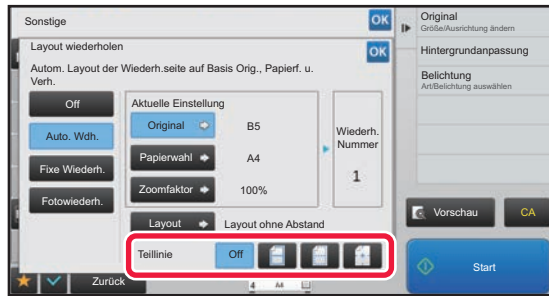 Sonstige
OK
Layout wiederholen
OK
Autom. Layout der Wiederh.seite auf Basis Orig., Papierf. u.
Verh.
Off
Auto. Wdh.
Fixe Wiederh.
Fotowiederh.
Aktuelle Einstellung
Original
B5
Papierwahl
A4
Zoomfaktor
100%
Wiederh.
Nummer
1
Layout
Layout ohne Abstand
Teillinie
Off
Zurück
4
A4
Original
Größe/Ausrichtung ändern
Hintergrundanpassung
Belichtung
Art/Belichtung auswählen
Vorschau
CA
Start